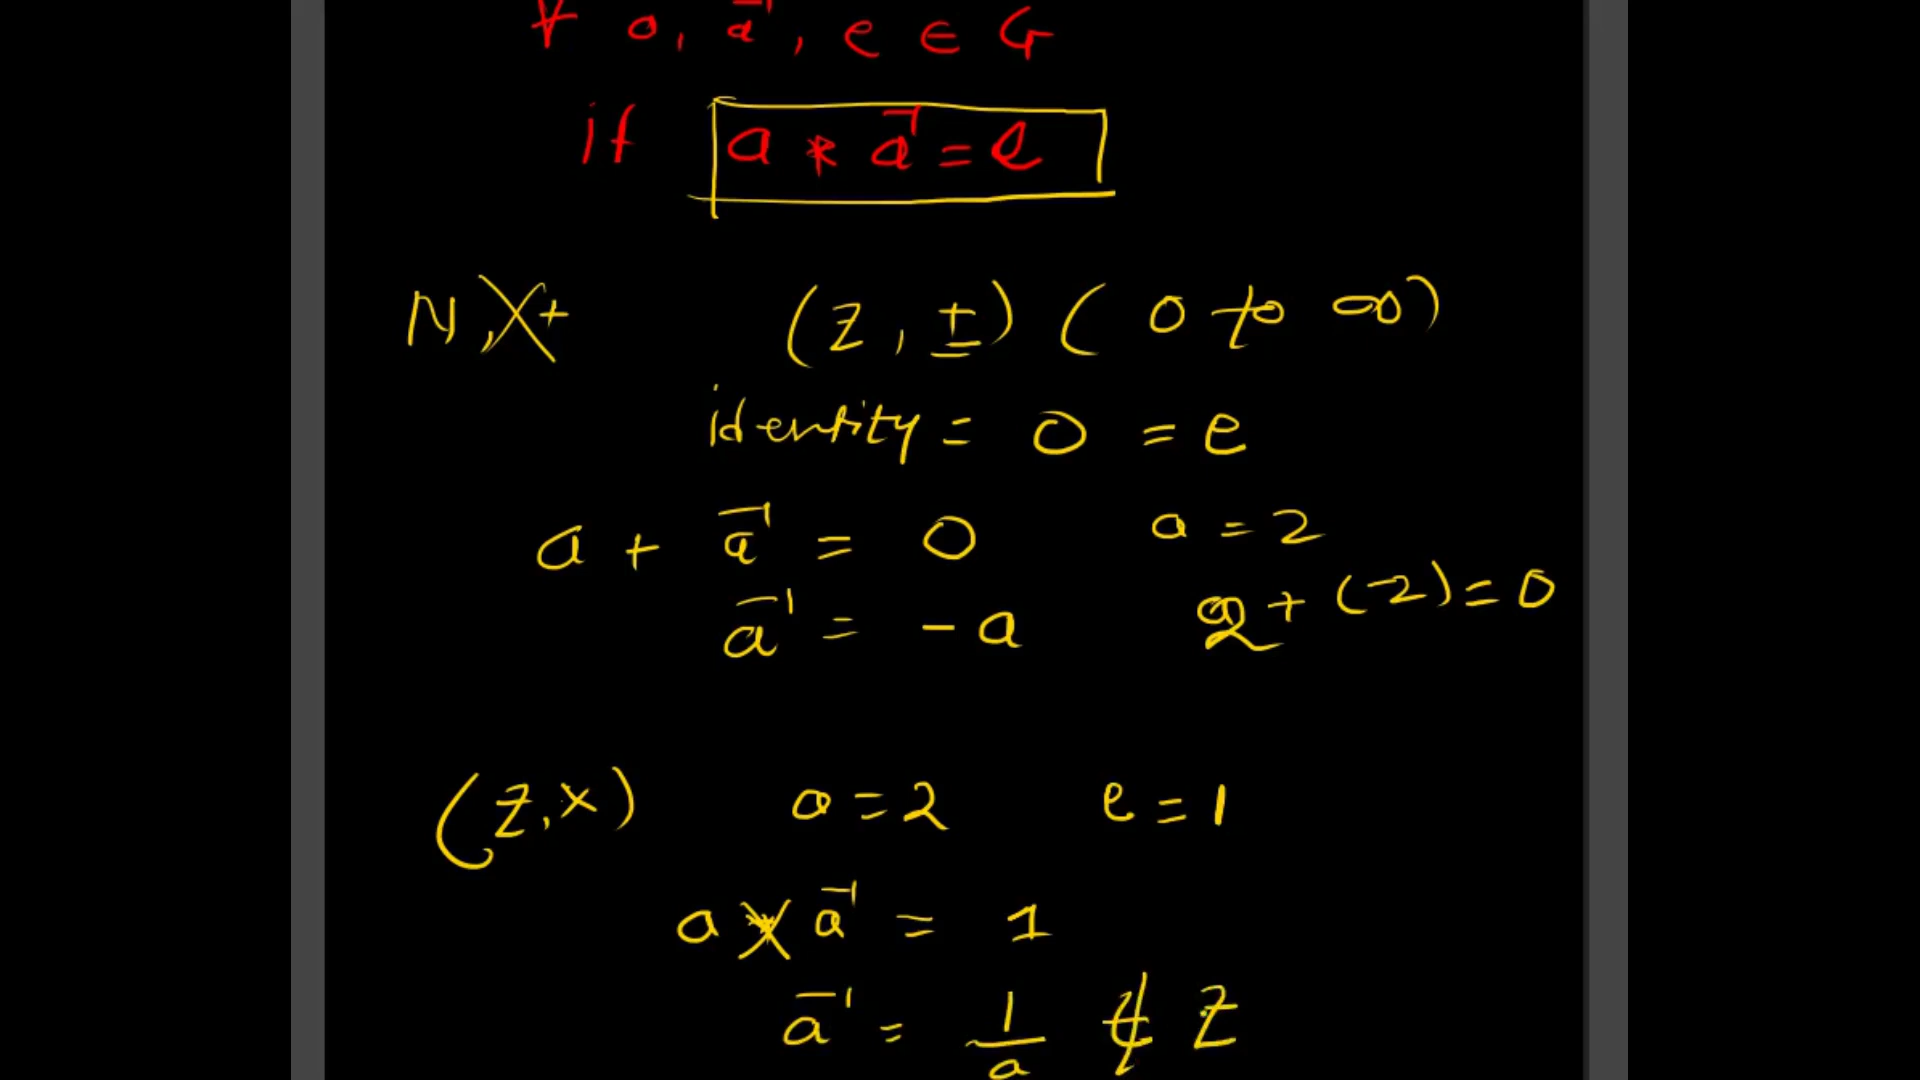 ∀ a, a⁻¹, e ∈ G
if a * a⁻¹ = e
N, X + (Z, ±) ( 0 to ∞)
identity = 0 = e
a + a⁻¹ = 0 a = 2
a⁻¹ = - a 2 + (-2) = 0
(Z, x) a = 2 e = 1
a x a⁻¹ = 1
a⁻¹ = 1/a ∉ Z